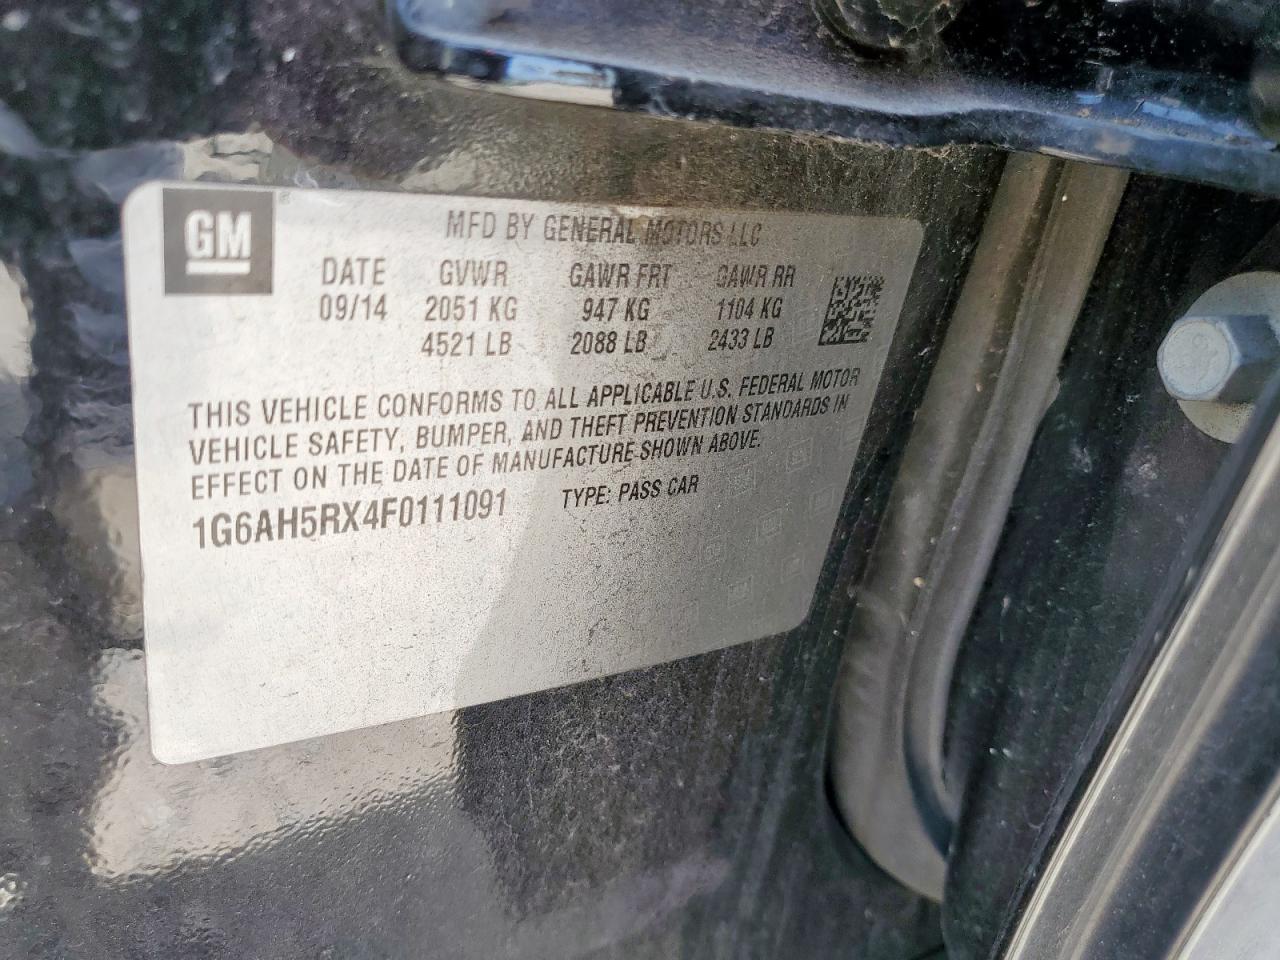 GM
MFD BY GENERAL MOTORS LLC
DATE GVWR GAWR FRT GAWR RR
09/14 2051 KG 947 KG 1104 KG
4521 LB 2088 LB 2433 LB
THIS VEHICLE CONFORMS TO ALL APPLICABLE U.S. FEDERAL MOTOR
VEHICLE SAFETY, BUMPER, AND THEFT PREVENTION STANDARDS IN
EFFECT ON THE DATE OF MANUFACTURE SHOWN ABOVE.
1G6AH5RX4F0111091 TYPE: PASS CAR